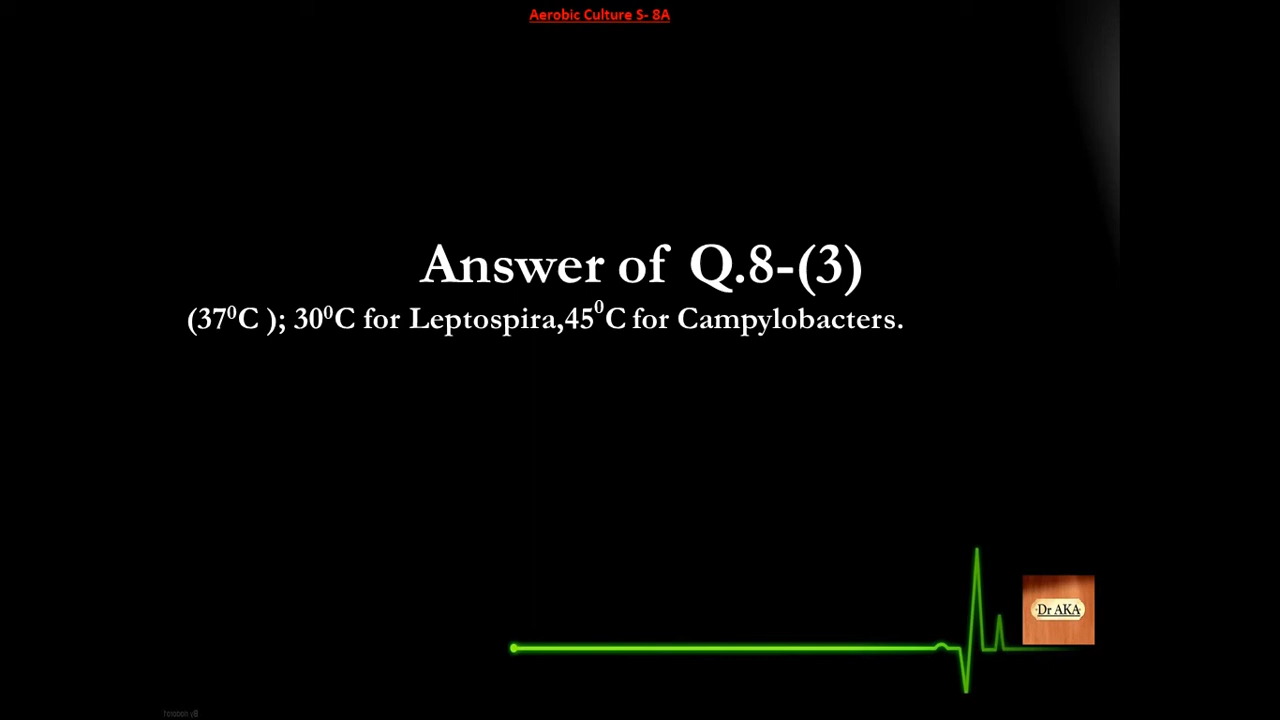 Aerobic Culture S- 8A
Answer of Q.8-(3)
(37⁰C ); 30⁰C for Leptospira,45⁰C for Campylobacters.
Dr AKA